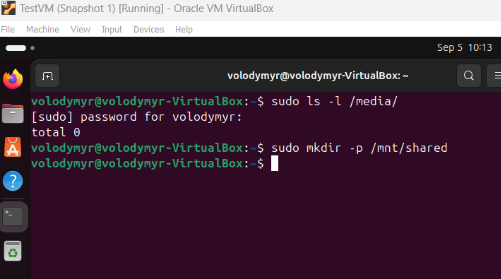 TestVM (Snapshot 1) [Running] - Oracle VM VirtualBox
File Machine View Input Devices Help
Sep 5 10:13
volodymyr@volodymyr-VirtualBox: ~
volodymyr@volodymyr-VirtualBox:~$ sudo ls -l /media/
[sudo] password for volodymyr:
total 0
volodymyr@volodymyr-VirtualBox:~$ sudo mkdir -p /mnt/shared
volodymyr@volodymyr-VirtualBox:~$